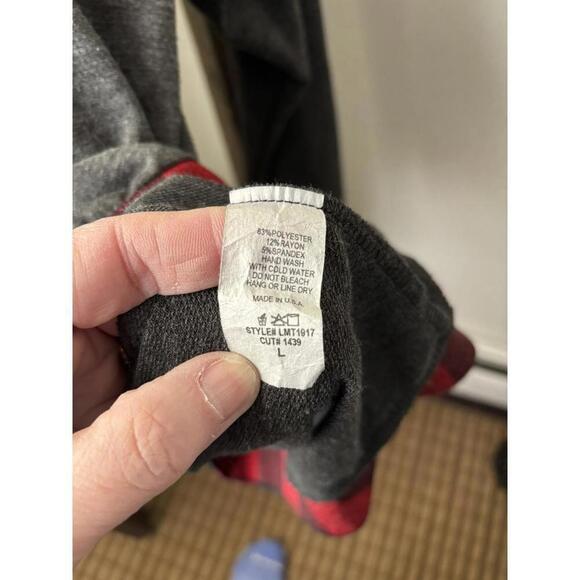 83%POLYESTER
12%RAYON
5%SPANDEX
HAND WASH
WITH COLD WATER
DO NOT BLEACH
HANG OR LINE DRY
MADE IN U.S.A.
STYLE# LMT1917
CUT# 1439
L